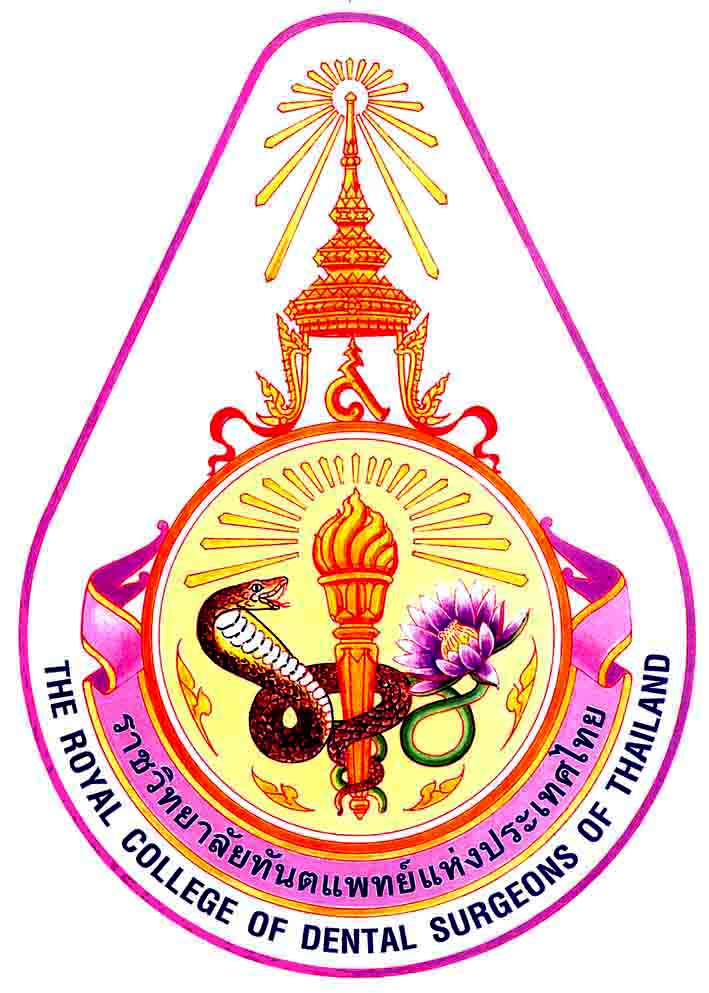 ราชวิทยาลัยทันตแพทย์แห่งประเทศไทย
THE ROYAL COLLEGE OF DENTAL SURGEONS OF THAILAND